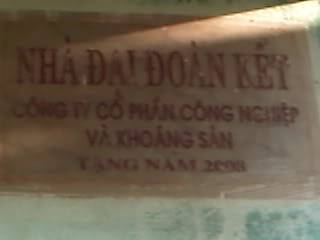 NHÀ ĐẠI ĐOÀN KẾT
CÔNG TY CỔ PHẦN CÔNG NGHIỆP
VÀ KHOÁNG SẢN
TẶNG NĂM 2008